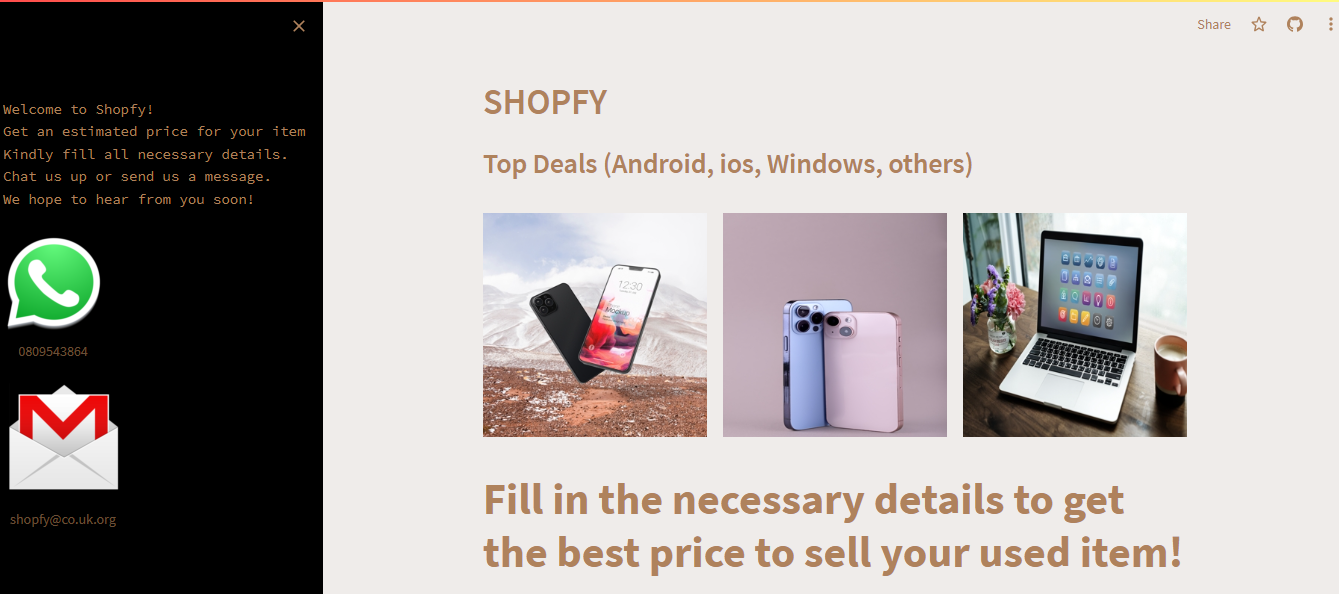 Share
Welcome to Shopfy!
Get an estimated price for your item
Kindly fill all necessary details.
Chat us up or send us a message.
We hope to hear from you soon!
0809543864
shopfy@co.uk.org
SHOPFY
Top Deals (Android, ios, Windows, others)
12:30
Mockup
Fill in the necessary details to get
the best price to sell your used item!